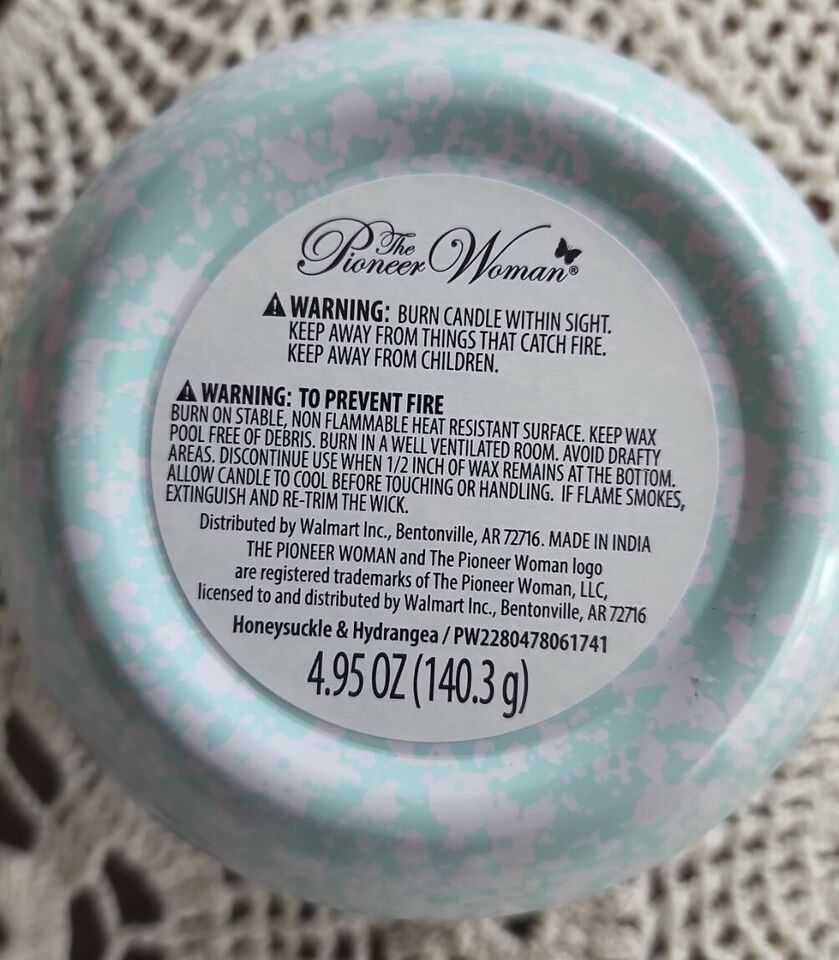 The
Pioneer Woman®
⚠ WARNING: BURN CANDLE WITHIN SIGHT.
KEEP AWAY FROM THINGS THAT CATCH FIRE.
KEEP AWAY FROM CHILDREN.
⚠ WARNING: TO PREVENT FIRE
BURN ON STABLE, NON FLAMMABLE HEAT RESISTANT SURFACE. KEEP WAX
POOL FREE OF DEBRIS. BURN IN A WELL VENTILATED ROOM. AVOID DRAFTY
AREAS. DISCONTINUE USE WHEN 1/2 INCH OF WAX REMAINS AT THE BOTTOM.
ALLOW CANDLE TO COOL BEFORE TOUCHING OR HANDLING. IF FLAME SMOKES,
EXTINGUISH AND RE-TRIM THE WICK.
Distributed by Walmart Inc., Bentonville, AR 72716. MADE IN INDIA
THE PIONEER WOMAN and The Pioneer Woman logo
are registered trademarks of The Pioneer Woman, LLC,
licensed to and distributed by Walmart Inc., Bentonville, AR 72716
Honeysuckle & Hydrangea / PW2280478061741
4.95 OZ (140.3 g)